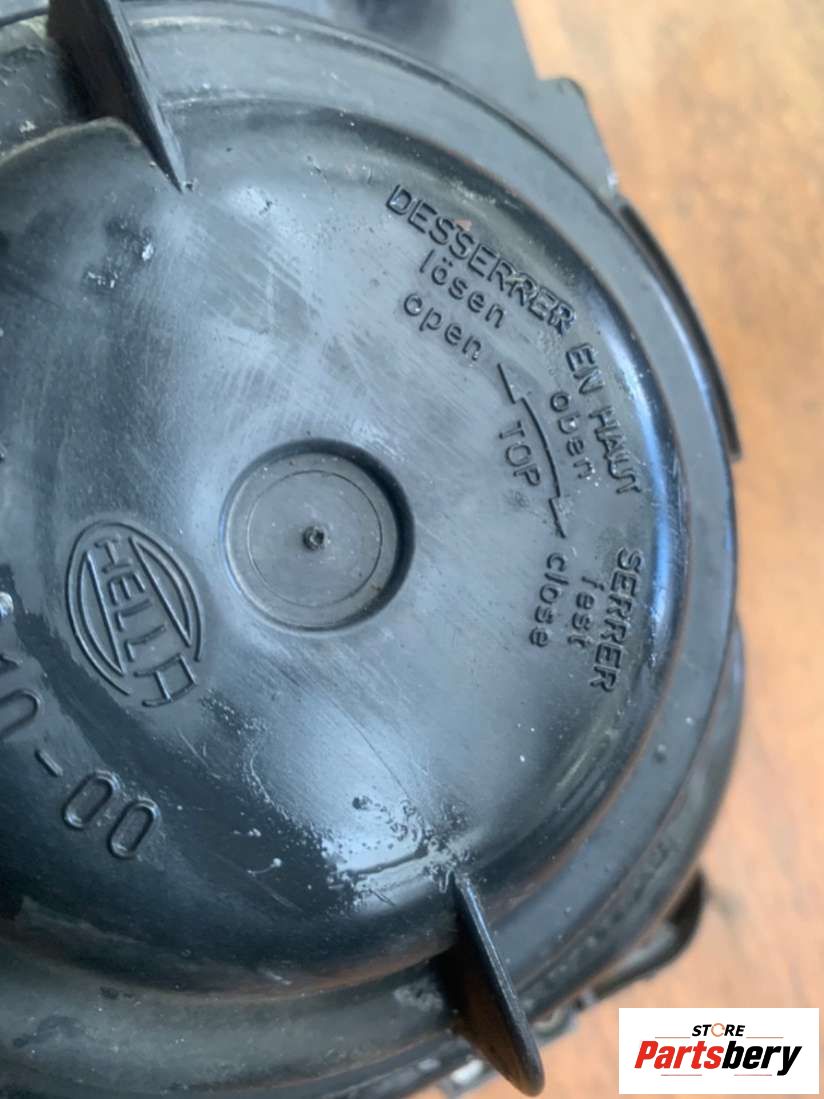 DESSERRER EN HAUT SERRER
lösen oben fest
open TOP close
HELLA
00-
STORE
Partsbery